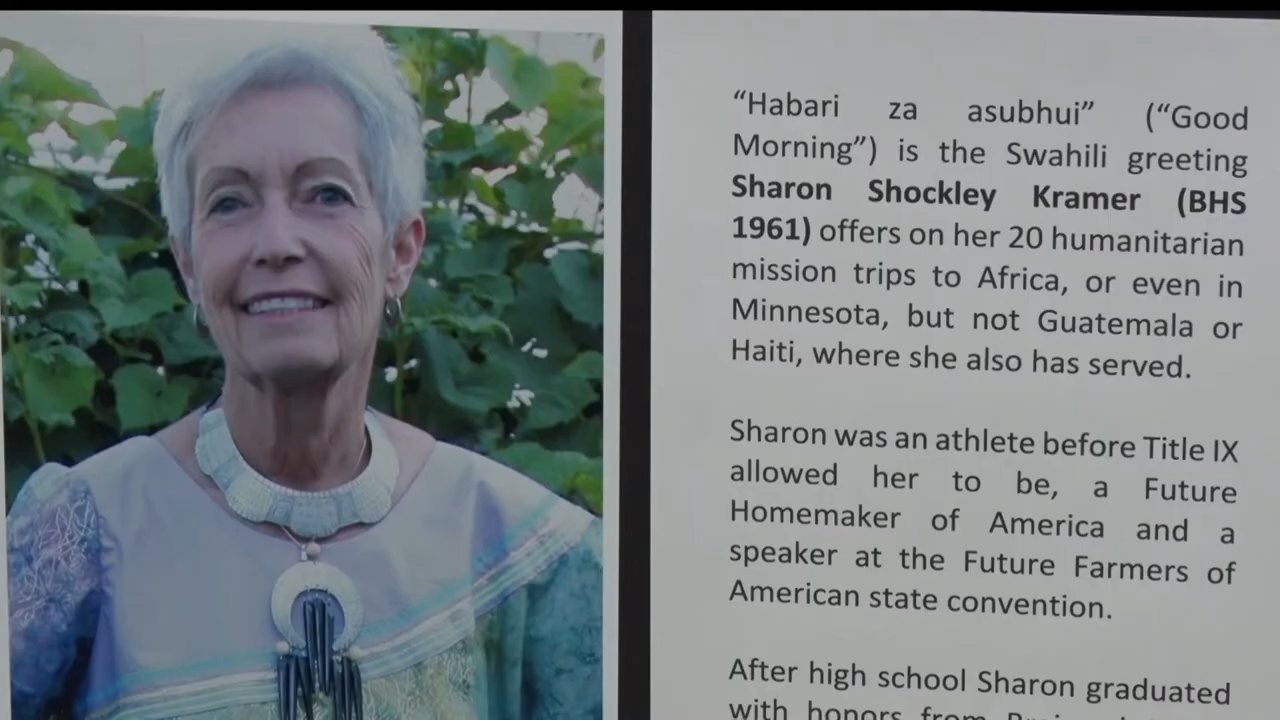 “Habari za asubhui” (“Good
Morning”) is the Swahili greeting
Sharon Shockley Kramer (BHS
1961) offers on her 20 humanitarian
mission trips to Africa, or even in
Minnesota, but not Guatemala or
Haiti, where she also has served.
Sharon was an athlete before Title IX
allowed her to be, a Future
Homemaker of America and a
speaker at the Future Farmers of
American state convention.
After high school Sharon graduated
with honors from